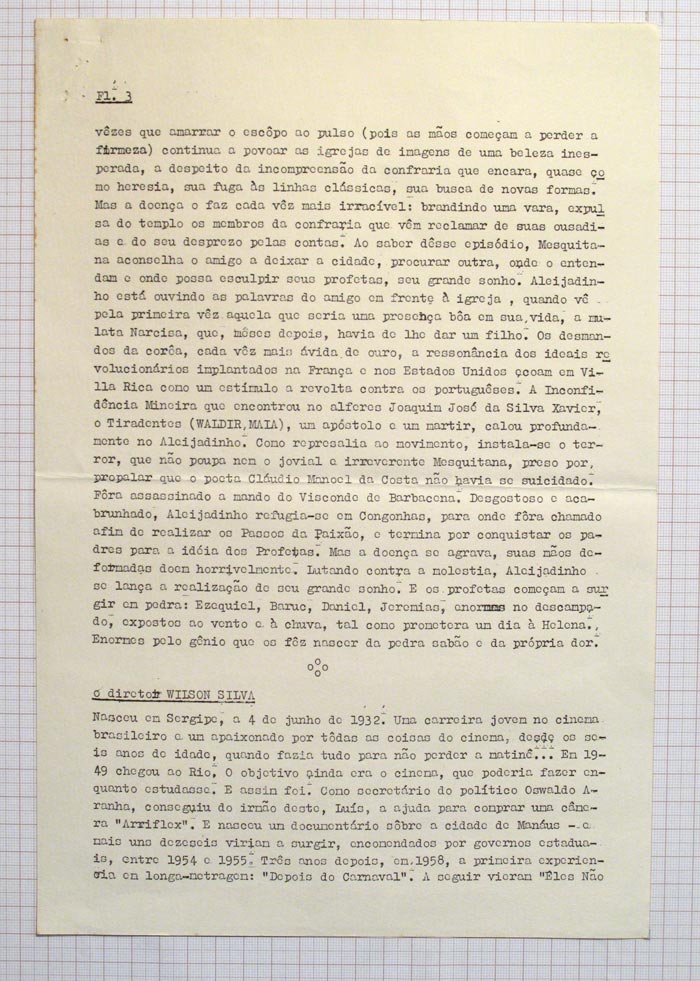 Fl. 3
vêzes que amarrar o escôpo ao pulso (pois as mãos começam a perder a
firmeza) continua a povoar as igrejas de imagens de uma beleza ines-
perada, a despeito da incompreensão da confraria que encara, quase co
mo heresia, sua fuga às linhas clássicas, sua busca de novas formas.
Mas a doença o faz cada vêz mais irracível: brandindo uma vara, expul
sa do templo os membros da confraria que vêm reclamar de suas ousadi-
as e do seu desprezo pelas contas. Ao saber dêsse episódio, Mesquita-
na aconselha o amigo a deixar a cidade, procurar outra, onde o enten-
dam e onde possa esculpir seus profetas, seu grande sonho. Aleijadin-
ho está ouvindo as palavras do amigo em frente à igreja , quando vê
pela primeira vêz aquela que seria uma presença bôa em sua vida, a mu-
lata Narcisa, que, mêses depois, havia de lhe dar um filho. Os desman-
dos da corôa, cada vêz mais ávida de ouro, a ressonância dos ideais re
volucionários implantados na França e nos Estados Unidos ecoam em Vi-
lla Rica como um estímulo a revolta contra os portuguêses. A Inconfi-
dência Mineira que encontrou no alferes Joaquim José da Silva Xavier,
o Tiradentes (WALDIR MAIA), um apóstolo e um martir, calou profunda-
mente no Aleijadinho. Como represalia ao movimento, instala-se o ter-
ror, que não poupa nem o jovial e irreverente Mesquitana, preso por
propalar que o poeta Cláudio Manoel da Costa não havia se suicidado.
Fôra assassinado a mando do Visconde de Barbacena. Desgostoso e aca-
brunhado, Aleijadinho refugia-se em Congonhas, para onde fôra chamado
afim de realizar os Passos da Paixão, e termina por conquistar os pa-
dres para a idéia dos Profetas. Mas a doença se agrava, suas mãos de-
formadas doem horrivelmente. Lutando contra a molestia, Aleijadinho
se lança a realização de seu grande sonho. E os profetas começam a sur
gir em pedra: Ezequiel, Baruc, Daniel, Jeremias, enormes no descampa-
do, expostos ao vento e à chuva, tal como prometera um dia à Helena.
Enormes pelo gênio que os fêz nascer da pedra sabão e da própria dor.
o diretor WILSON SILVA
Nasceu em Sergipe, a 4 de junho de 1932. Uma carreira jovem no cinema
brasileiro e um apaixonado por tôdas as coisas do cinema, desde os se-
is anos de idade, quando fazia tudo para não perder a matinê... Em 19-
49 chegou ao Rio. O objetivo ainda era o cinema, que poderia fazer en-
quanto estudasse. E assim foi. Como secretário do político Oswaldo A-
ranha, conseguiu do irmão deste, Luís, a ajuda para comprar uma câme-
ra "Arriflex". E nasceu um documentário sôbre a cidade de Manáus - e
mais uns dezeseis viriam a surgir, encomendados por governos estadua-
is, entre 1954 e 1955. Três anos depois, em 1958, a primeira experien-
cia em longa-metragem: "Depois do Carnaval". A seguir vieram "Êles Não